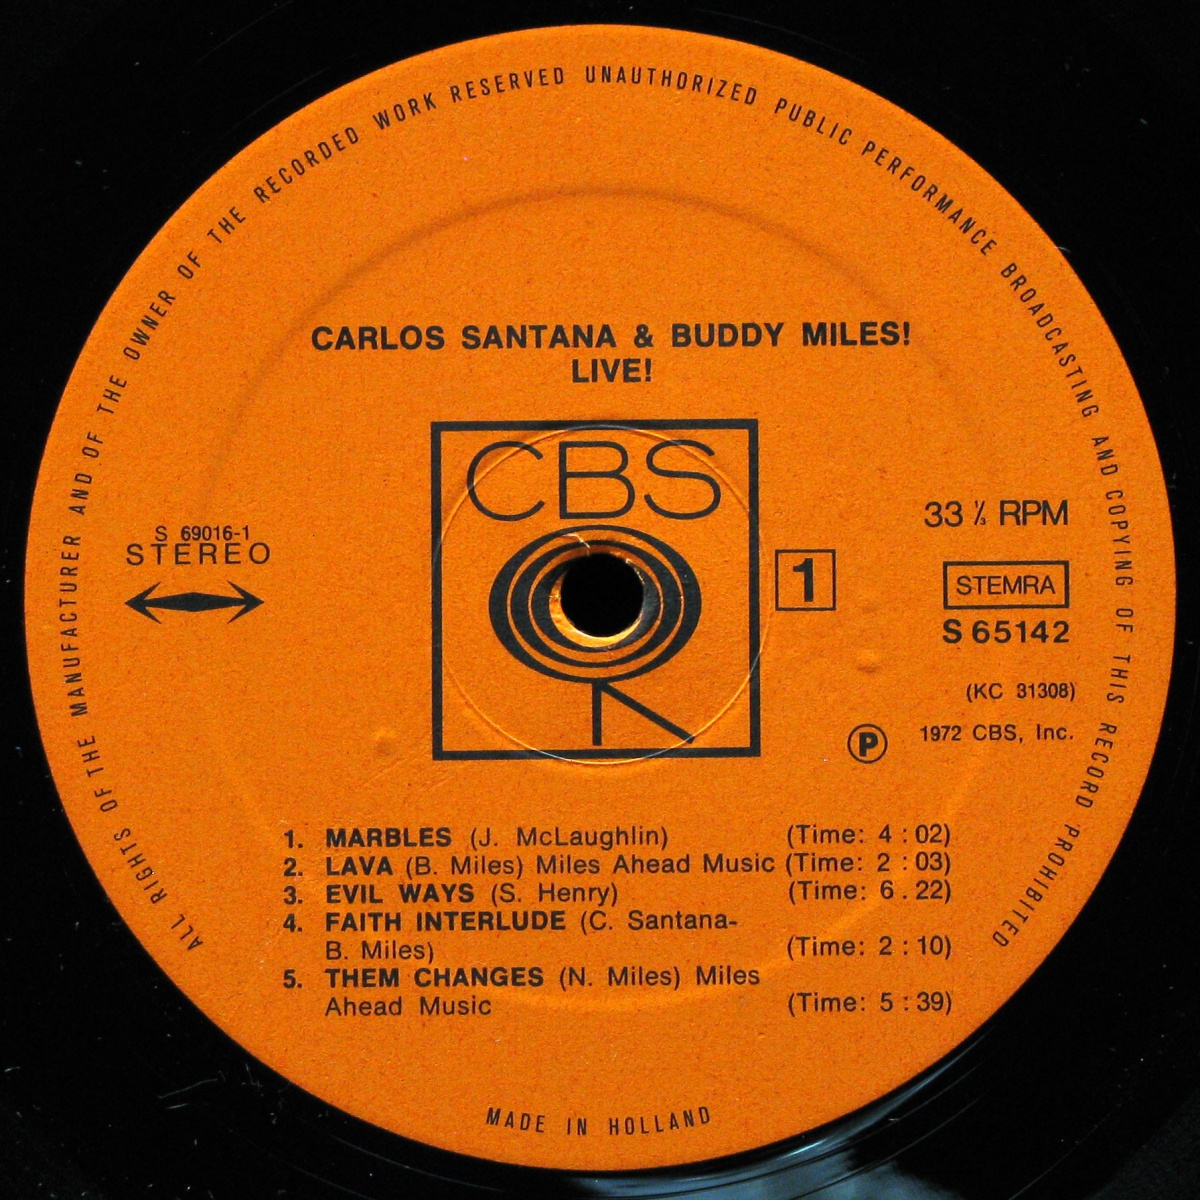 ALL RIGHTS OF THE MANUFACTURER AND OF THE OWNER OF THE RECORDED WORK RESERVED UNAUTHORIZED PUBLIC PERFORMANCE BROADCASTING AND COPYING OF THIS RECORD PROHIBITED
CARLOS SANTANA & BUDDY MILES!
LIVE!
CBS
S 69016-1
STEREO
1
33 ⅓ RPM
STEMRA
S 65142
(KC 31308)
Ⓟ 1972 CBS, Inc.
1. MARBLES (J. McLaughlin) (Time: 4 : 02)
2. LAVA (B. Miles) Miles Ahead Music (Time: 2 : 03)
3. EVIL WAYS (S. Henry) (Time: 6 . 22)
4. FAITH INTERLUDE (C. Santana-
B. Miles) (Time: 2 : 10)
5. THEM CHANGES (N. Miles) Miles
Ahead Music (Time: 5 : 39)
MADE IN HOLLAND